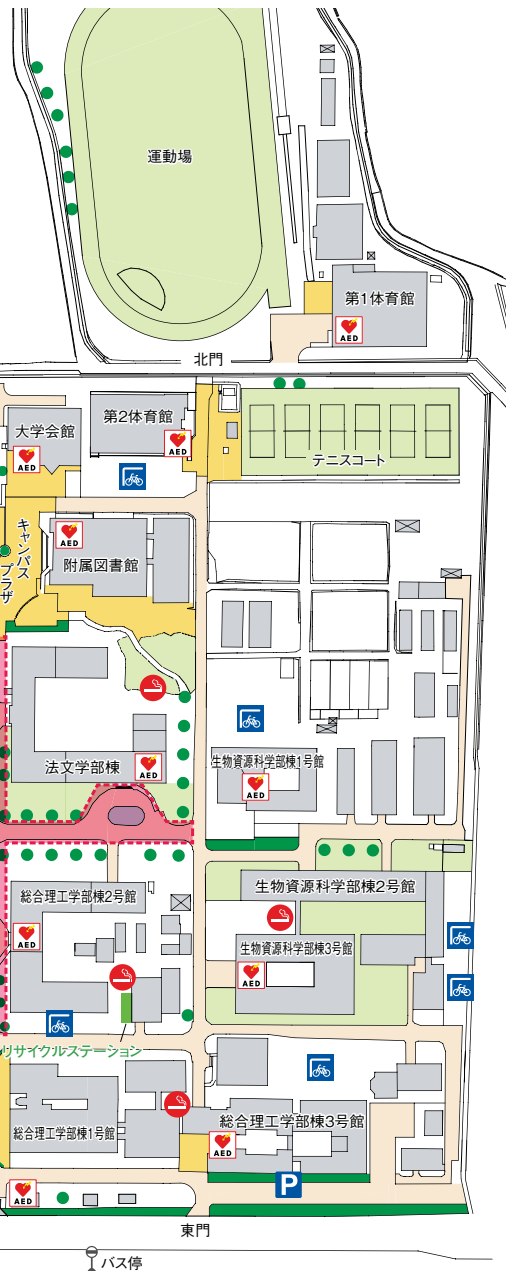 運動場
第1体育館
AED
北門
第2体育館
大学会館
AED
AED
テニスコート
キャンパス
プラザ
AED
附属図書館
法文学部棟
AED
生物資源科学部棟1号館
AED
生物資源科学部棟2号館
総合理工学部棟2号館
AED
生物資源科学部棟3号館
AED
リサイクルステーション
総合理工学部棟1号館
総合理工学部棟3号館
AED
AED
P
東門
バス停